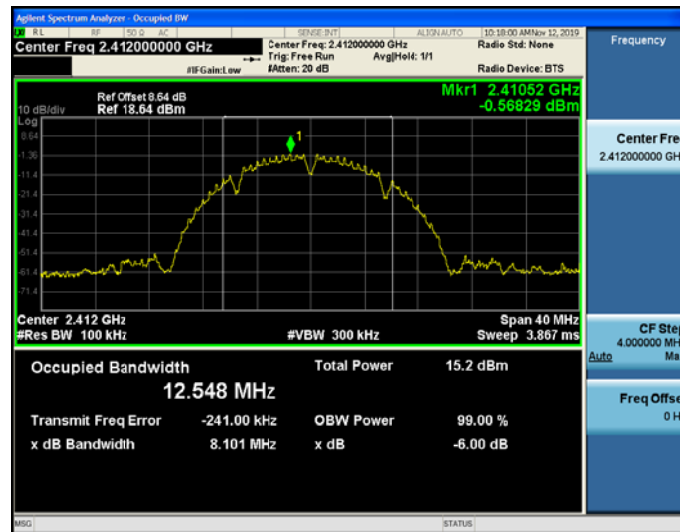 Agilent Spectrum Analyzer - Occupied BW
RL RF 50 Ω AC SENSE:INT ALIGN AUTO 10:18:00 AM Nov 12, 2019
Center Freq 2.412000000 GHz
Center Freq: 2.412000000 GHz
Radio Std: None
Trig: Free Run Avg|Hold: 1/1
#IFGain:Low
#Atten: 20 dB
Radio Device: BTS
Frequency
Ref Offset 8.64 dB
Mkr1 2.41052 GHz
10 dB/div Ref 18.64 dBm
-0.56829 dBm
Log
8.64
1
-1.36
-11.4
-21.4
-31.4
-41.4
-51.4
-61.4
-71.4
Center Fre
2.412000000 GH
Center 2.412 GHz Span 40 MHz
#Res BW 100 kHz #VBW 300 kHz Sweep 3.867 ms
CF Step
4.000000 MH
Auto Ma
Occupied Bandwidth Total Power 15.2 dBm
12.548 MHz
Transmit Freq Error -241.00 kHz OBW Power 99.00 %
x dB Bandwidth 8.101 MHz x dB -6.00 dB
Freq Offse
0 H
MSG STATUS